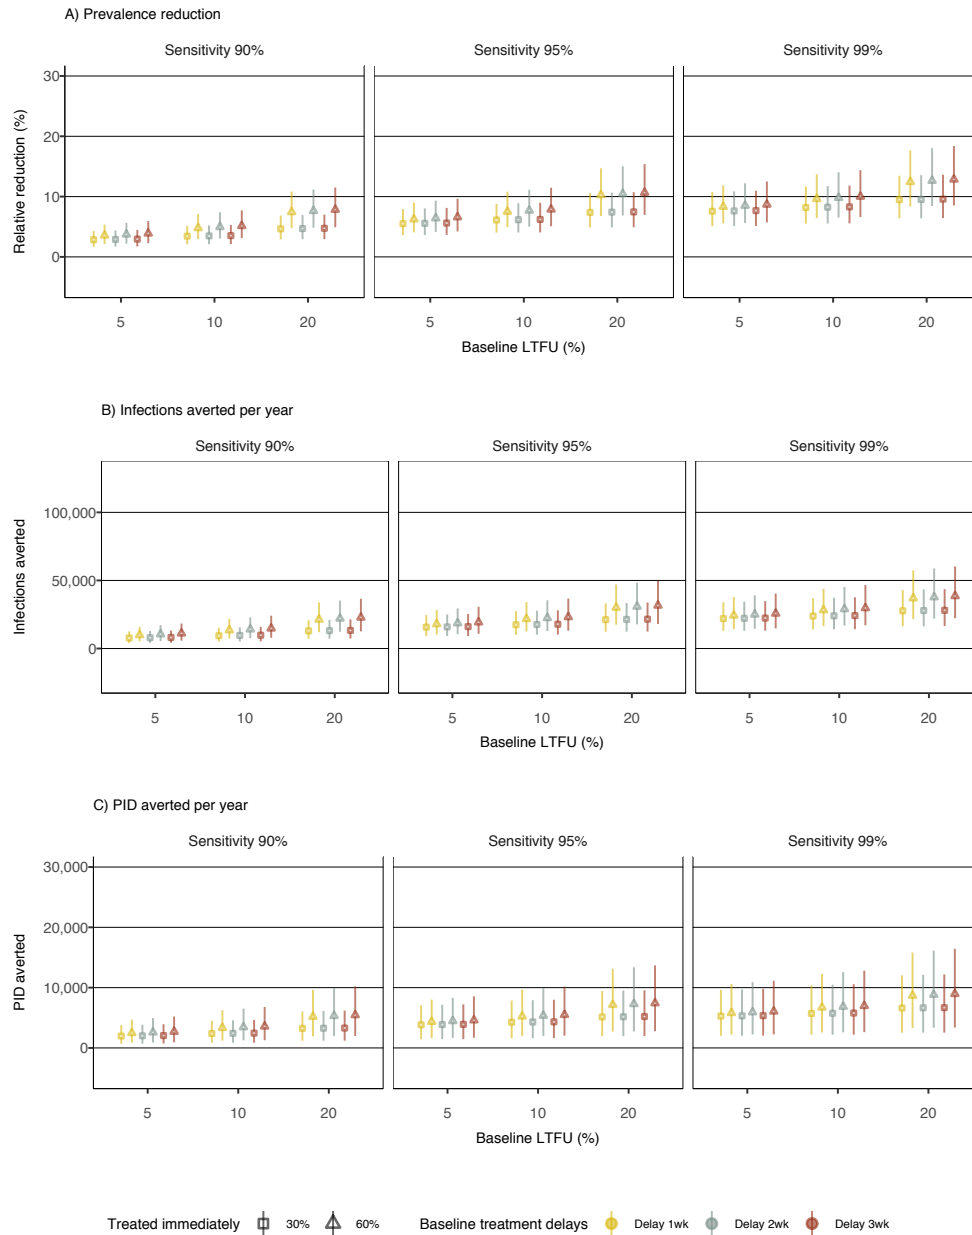 A) Prevalence reduction
Sensitivity 90% Sensitivity 95% Sensitivity 99%
Relative reduction (%)
30
20
10
0
5 10 20 5 10 20 5 10 20
Baseline LTFU (%)
B) Infections averted per year
Sensitivity 90% Sensitivity 95% Sensitivity 99%
Infections averted
100,000
50,000
0
5 10 20 5 10 20 5 10 20
Baseline LTFU (%)
C) PID averted per year
Sensitivity 90% Sensitivity 95% Sensitivity 99%
PID averted
30,000
20,000
10,000
0
5 10 20 5 10 20 5 10 20
Baseline LTFU (%)
Treated immediately 30% 60% Baseline treatment delays Delay 1wk Delay 2wk Delay 3wk